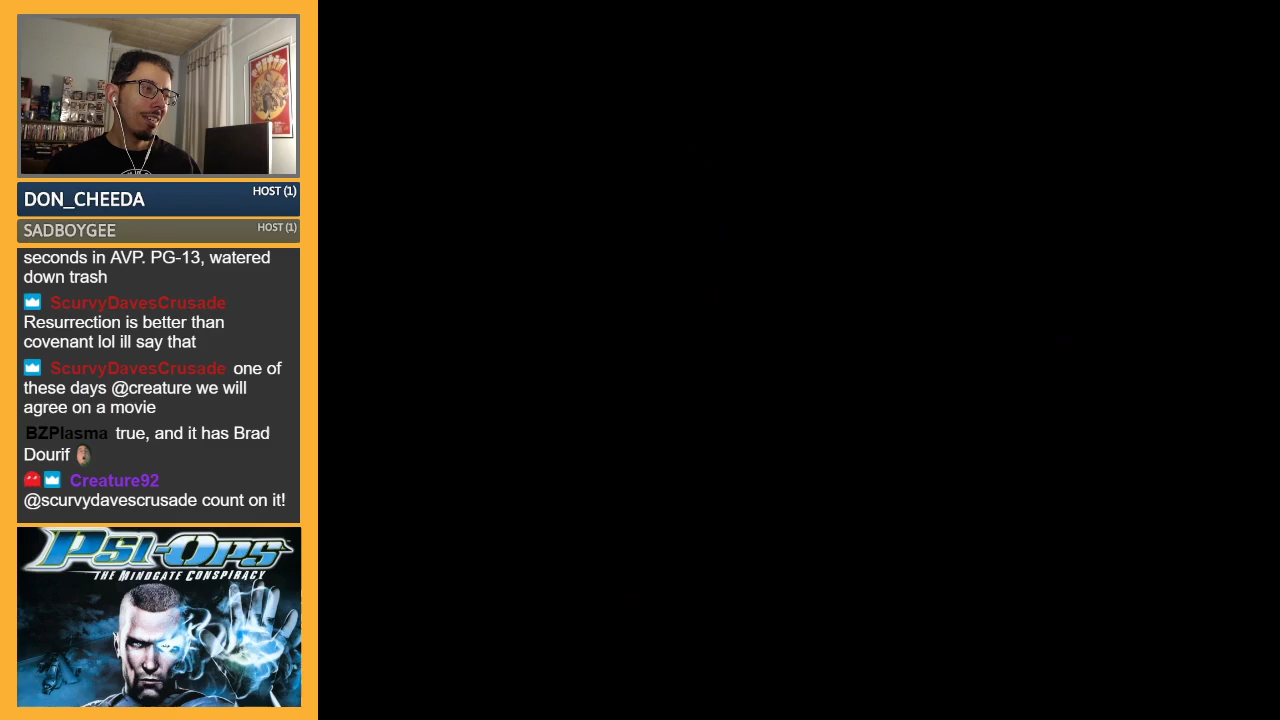 DON_CHEEDA
HOST (1)
SADBOYGEE
HOST (1)
seconds in AVP. PG-13, watered
down trash
ScurvyDavesCrusade
Resurrection is better than
covenant lol ill say that
ScurvyDavesCrusade one of
these days @creature we will
agree on a movie
BZPlasma true, and it has Brad
Dourif
Creature92
@scurvydavescrusade count on it!
PSI-OPS
THE MINDGATE CONSPIRACY